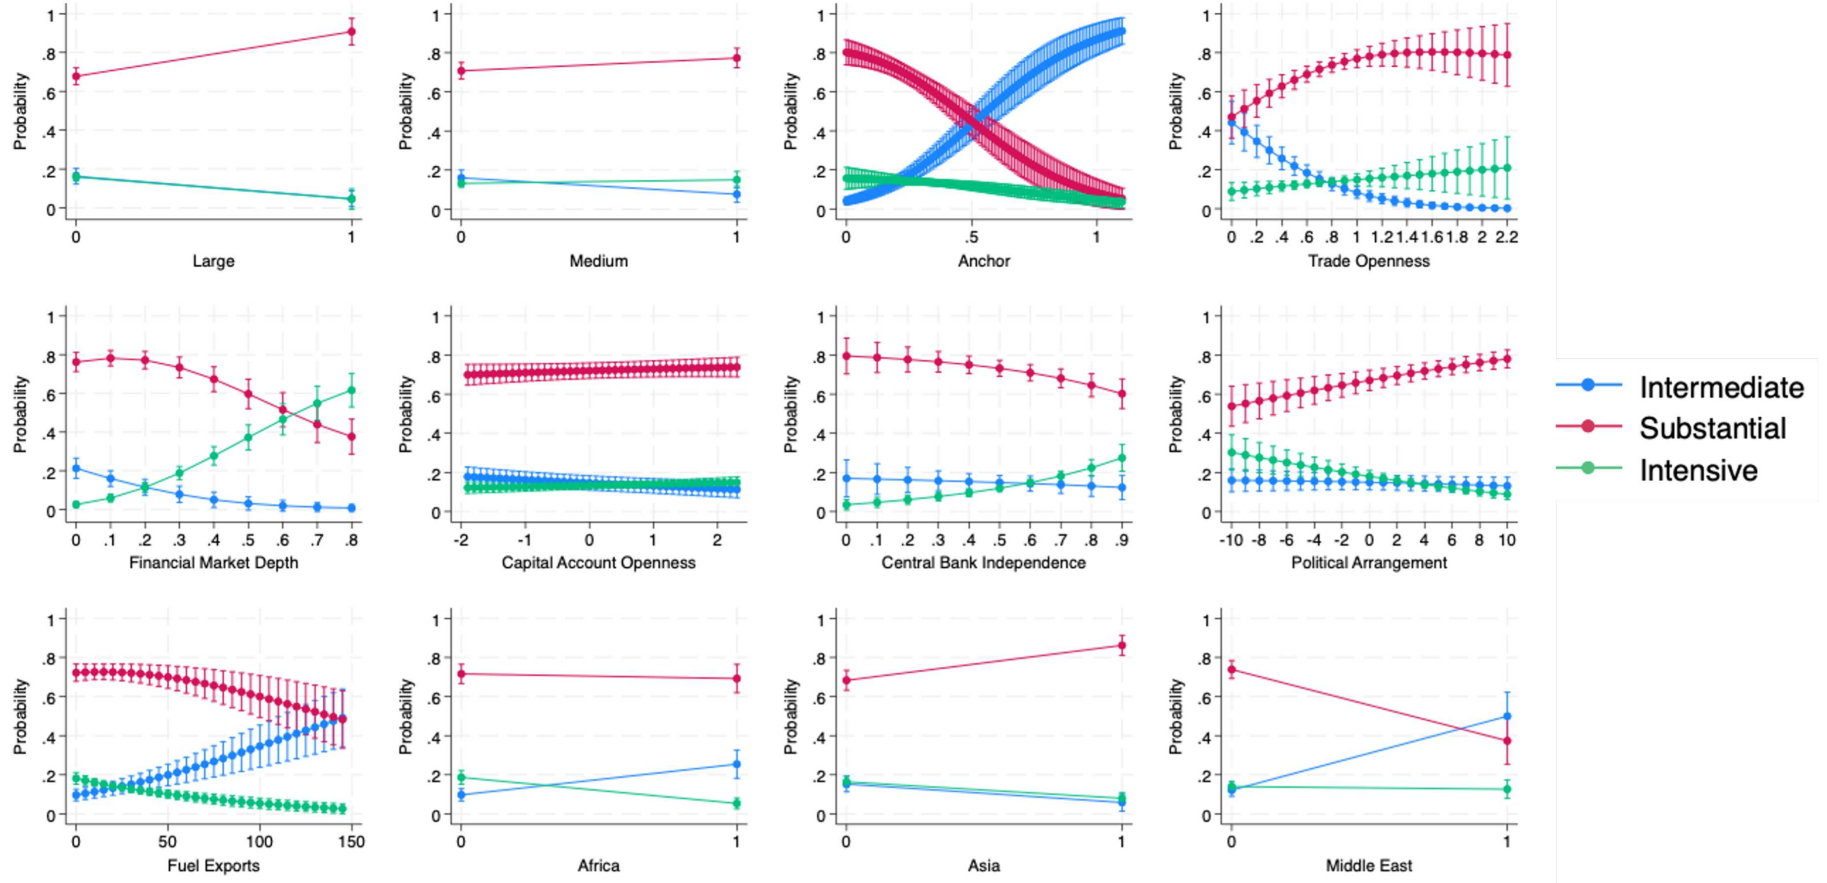 1
.8
.6
.4
.2
0
Probability
0 1
Large
1
.8
.6
.4
.2
0
Probability
0 1
Medium
1
.8
.6
.4
.2
0
Probability
0 .5 1
Anchor
1
.8
.6
.4
.2
0
Probability
0 .2 .4 .6 .8 1 1.2 1.4 1.6 1.8 2 2.2
Trade Openness
1
.8
.6
.4
.2
0
Probability
0 .1 .2 .3 .4 .5 .6 .7 .8
Financial Market Depth
1
.8
.6
.4
.2
0
Probability
-2 -1 0 1 2
Capital Account Openness
1
.8
.6
.4
.2
0
Probability
0 .1 .2 .3 .4 .5 .6 .7 .8 .9
Central Bank Independence
1
.8
.6
.4
.2
0
Probability
-10 -8 -6 -4 -2 0 2 4 6 8 10
Political Arrangement
Intermediate
Substantial
Intensive
1
.8
.6
.4
.2
0
Probability
0 50 100 150
Fuel Exports
1
.8
.6
.4
.2
0
Probability
0 1
Africa
1
.8
.6
.4
.2
0
Probability
0 1
Asia
1
.8
.6
.4
.2
0
Probability
0 1
Middle East